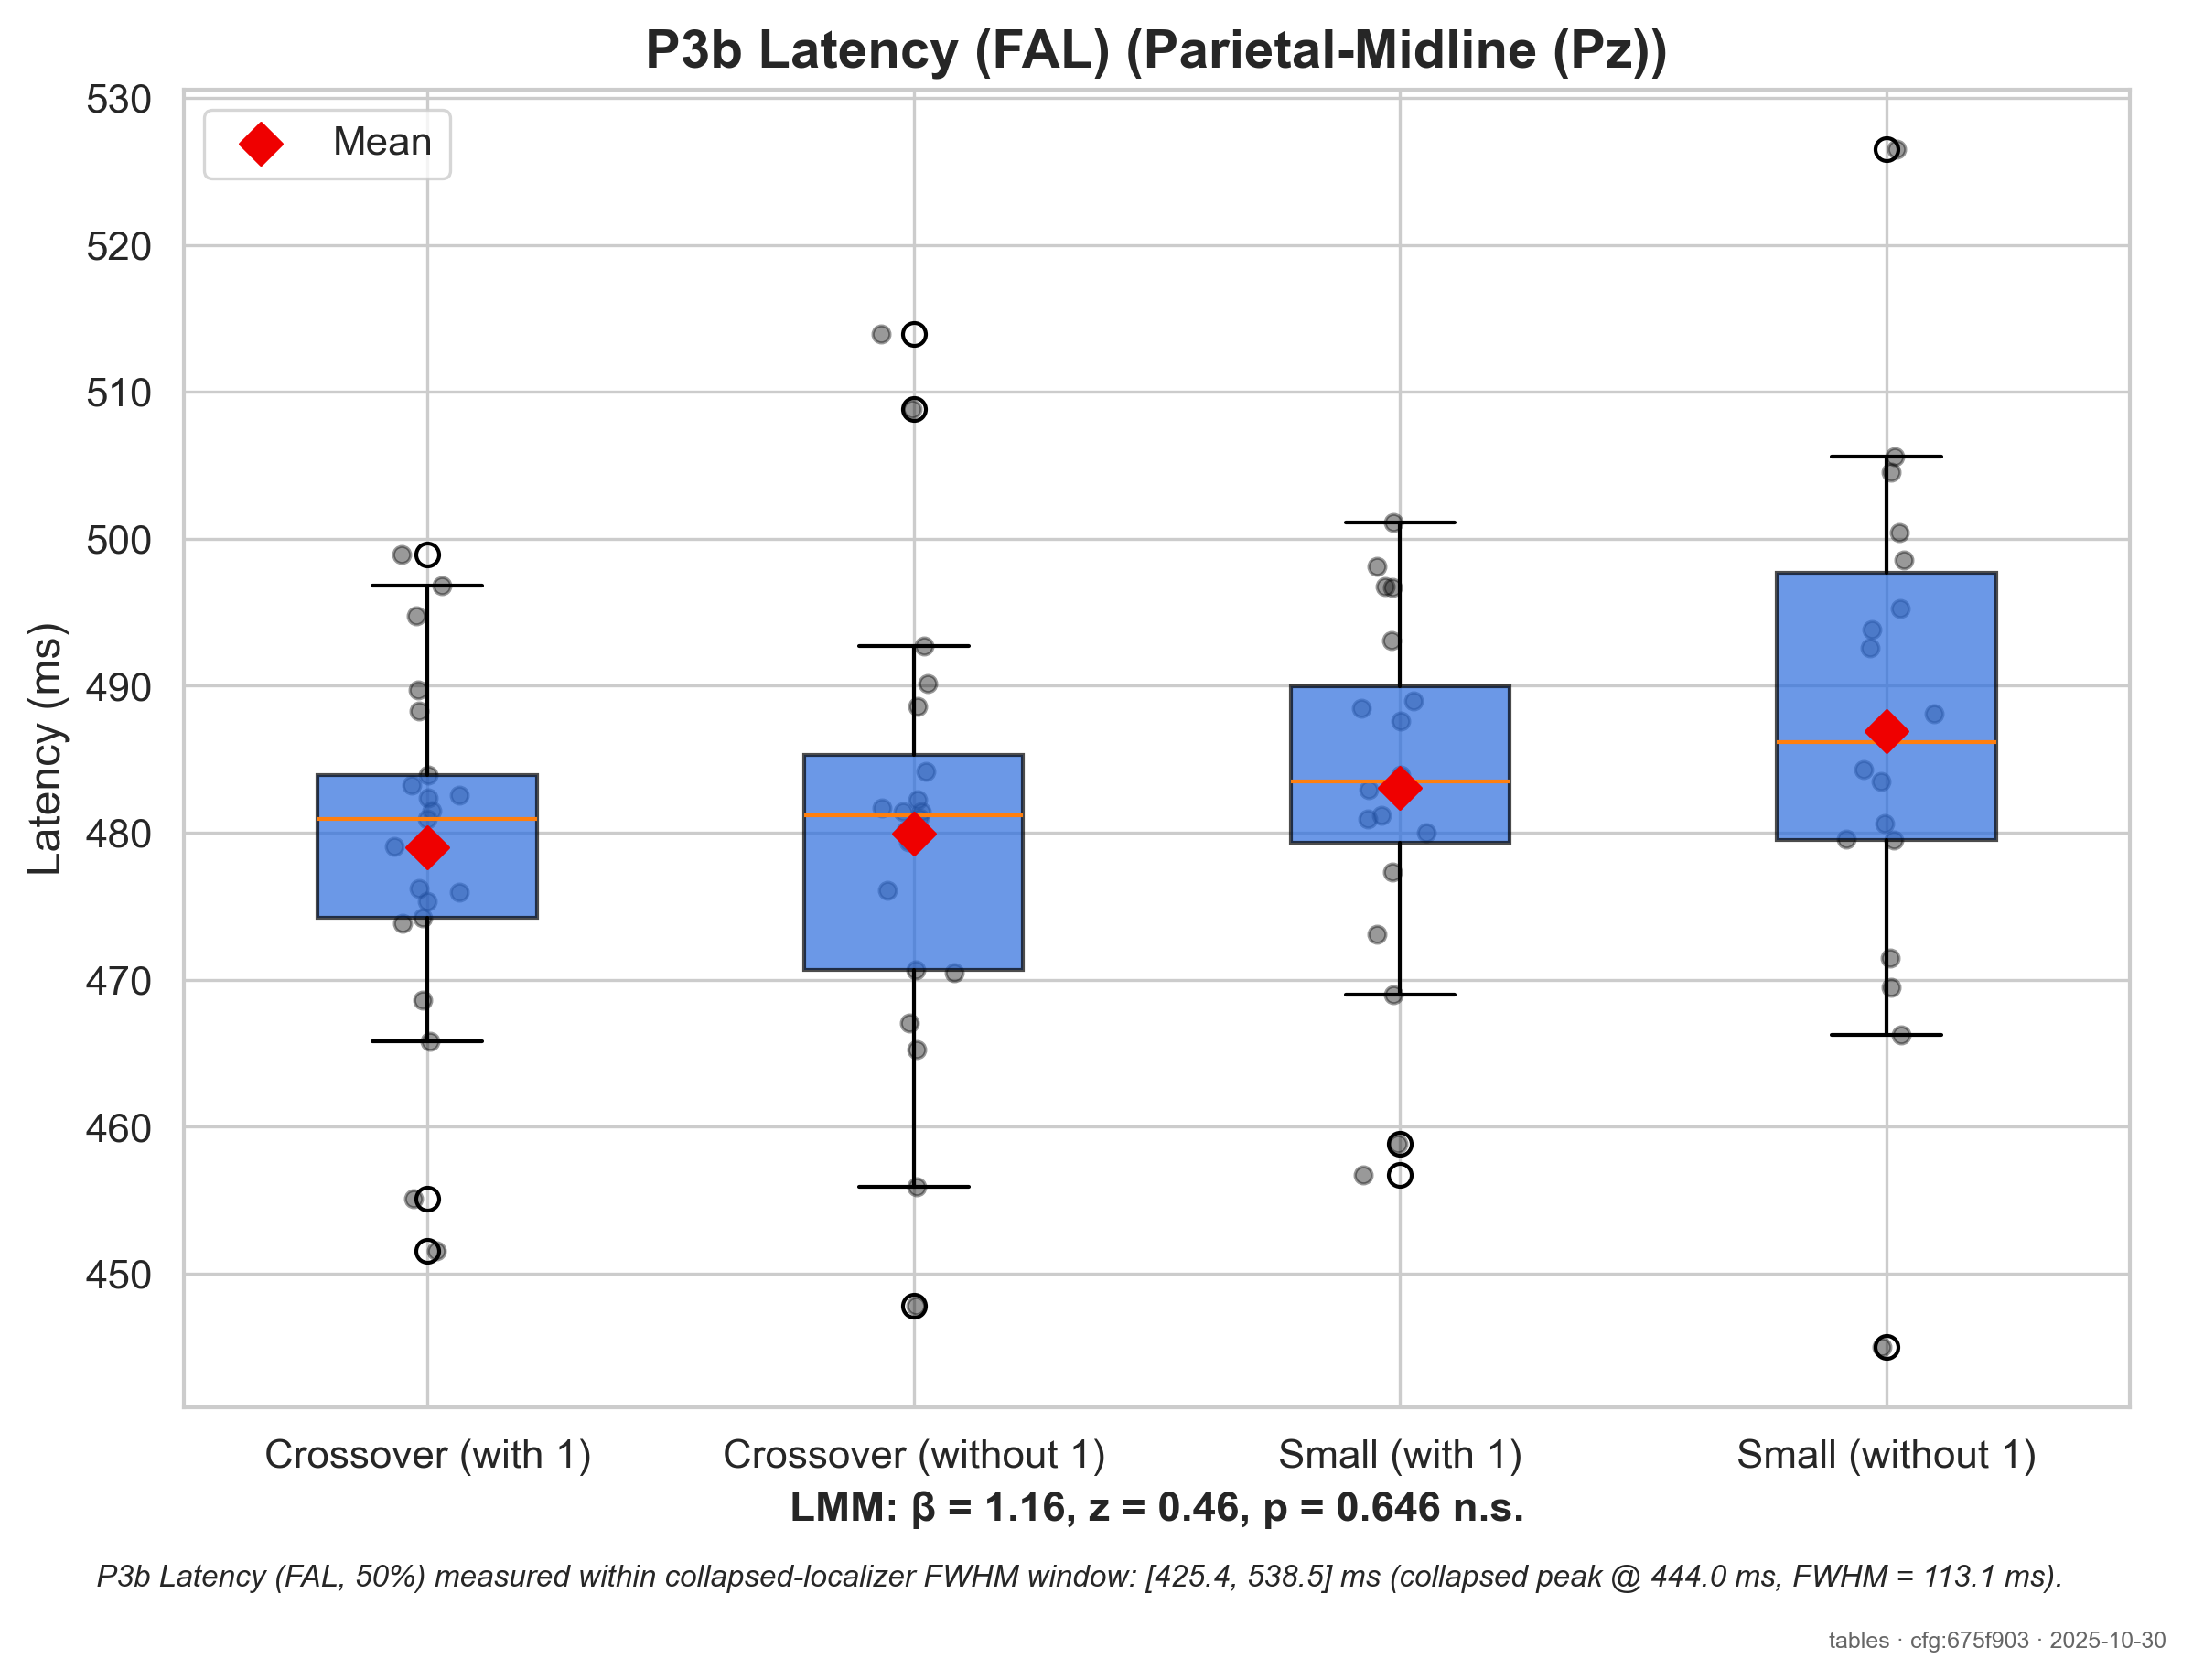 P3b Latency (FAL) (Parietal-Midline (Pz))
Mean
Latency (ms)
530
520
510
500
490
480
470
460
450
Crossover (with 1)
Crossover (without 1)
Small (with 1)
Small (without 1)
LMM: β = 1.16, z = 0.46, p = 0.646 n.s.
P3b Latency (FAL, 50%) measured within collapsed-localizer FWHM window: [425.4, 538.5] ms (collapsed peak @ 444.0 ms, FWHM = 113.1 ms).
tables · cfg:675f903 · 2025-10-30